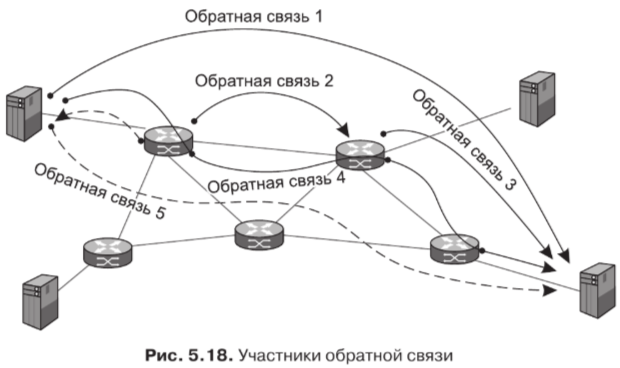 Обратная связь 1
Обратная связь 2
Обратная связь 3
Обратная связь 4
Обратная связь 5
Рис. 5.18. Участники обратной связи